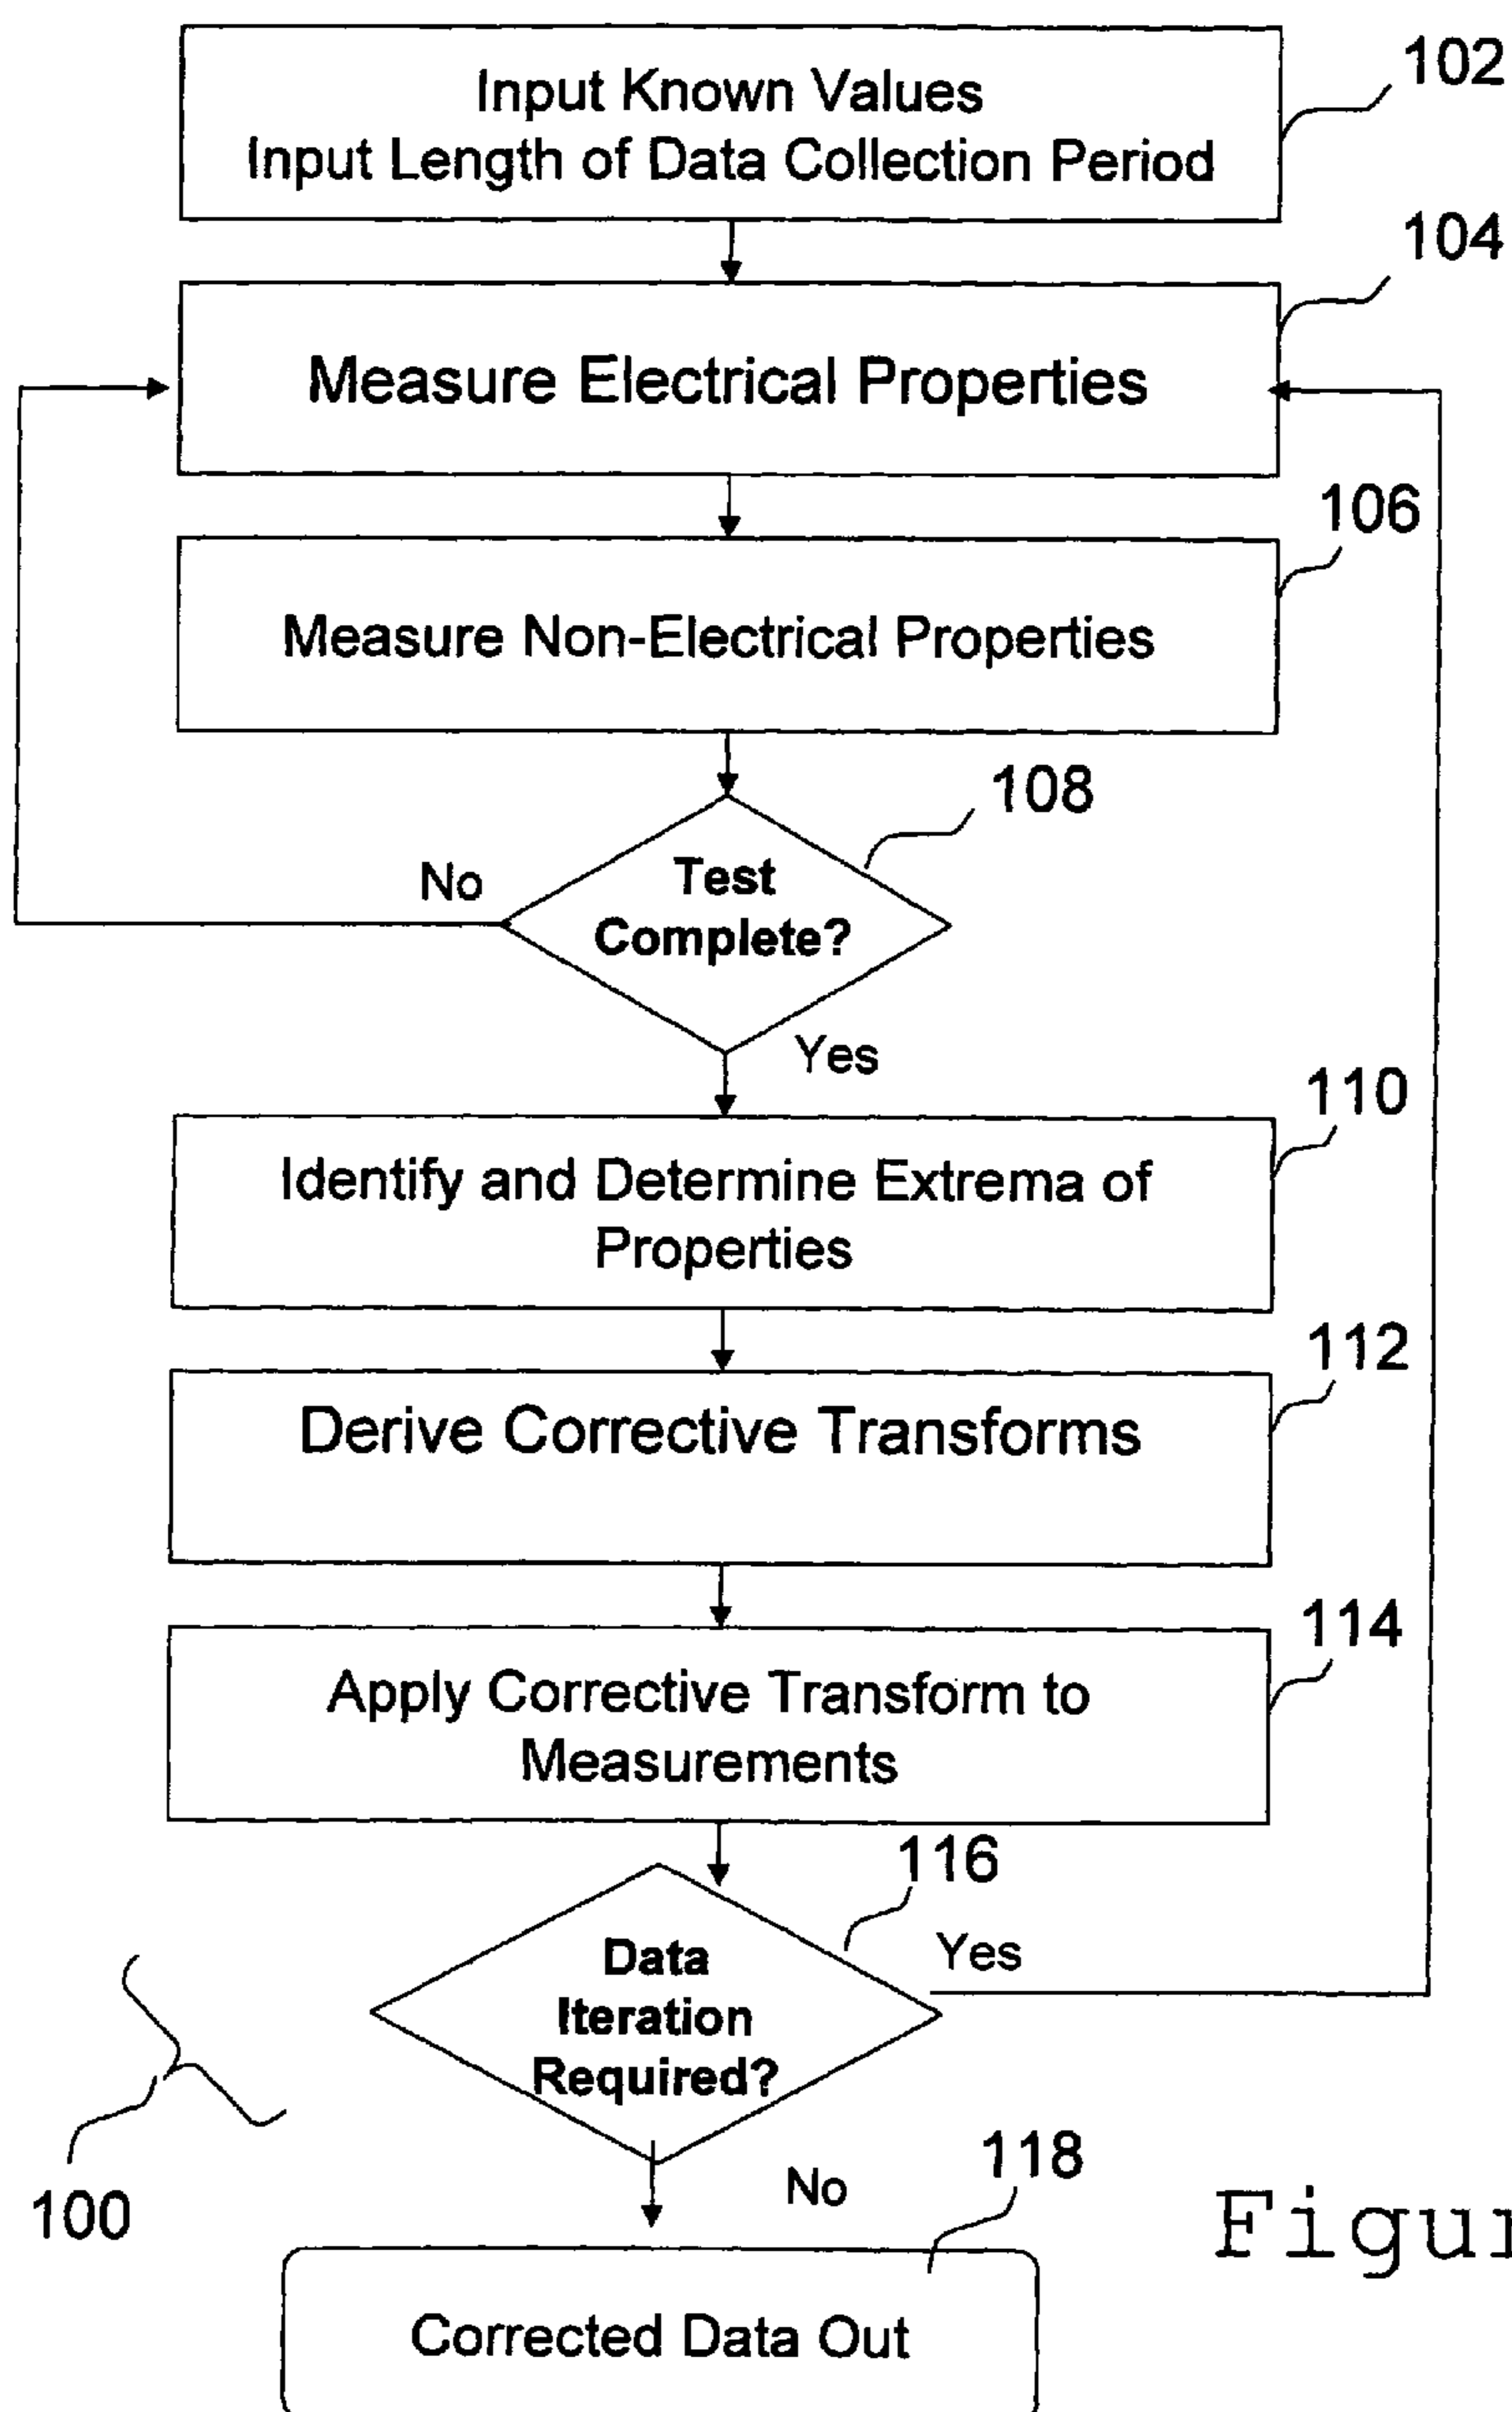 102
Input Known Values
Input Length of Data Collection Period
104
Measure Electrical Properties
106
Measure Non-Electrical Properties
108
No
Test
Complete?
Yes
110
Identify and Determine Extrema of
Properties
112
Derive Corrective Transforms
114
Apply Corrective Transform to
Measurements
116
Yes
Data
Iteration
Required?
100
No
118
Corrected Data Out